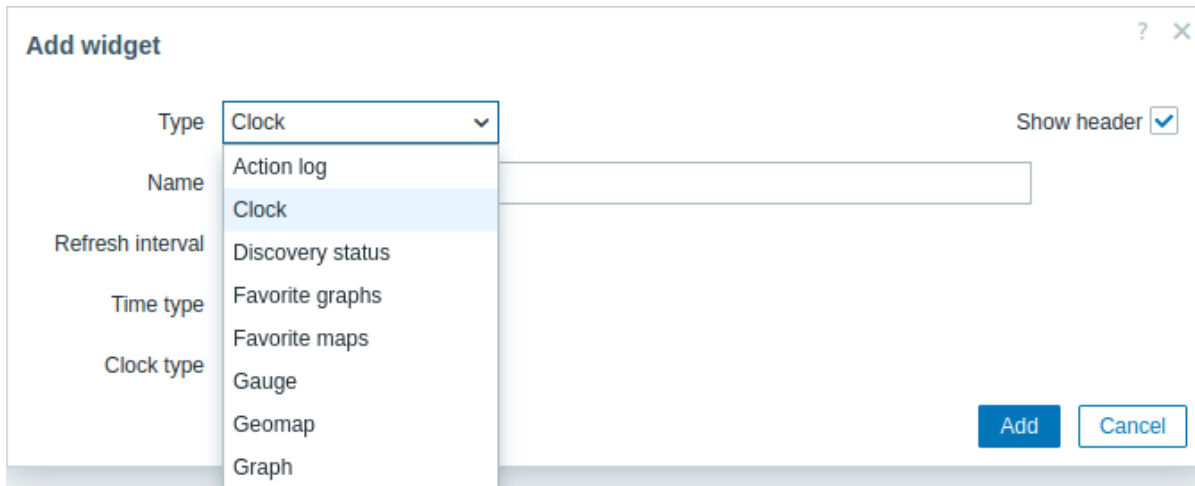 ? ×
Add widget
Type Clock Show header
Action log
Name
Clock
Refresh interval
Discovery status
Time type
Favorite graphs
Favorite maps
Clock type
Gauge
Geomap
Add Cancel
Graph